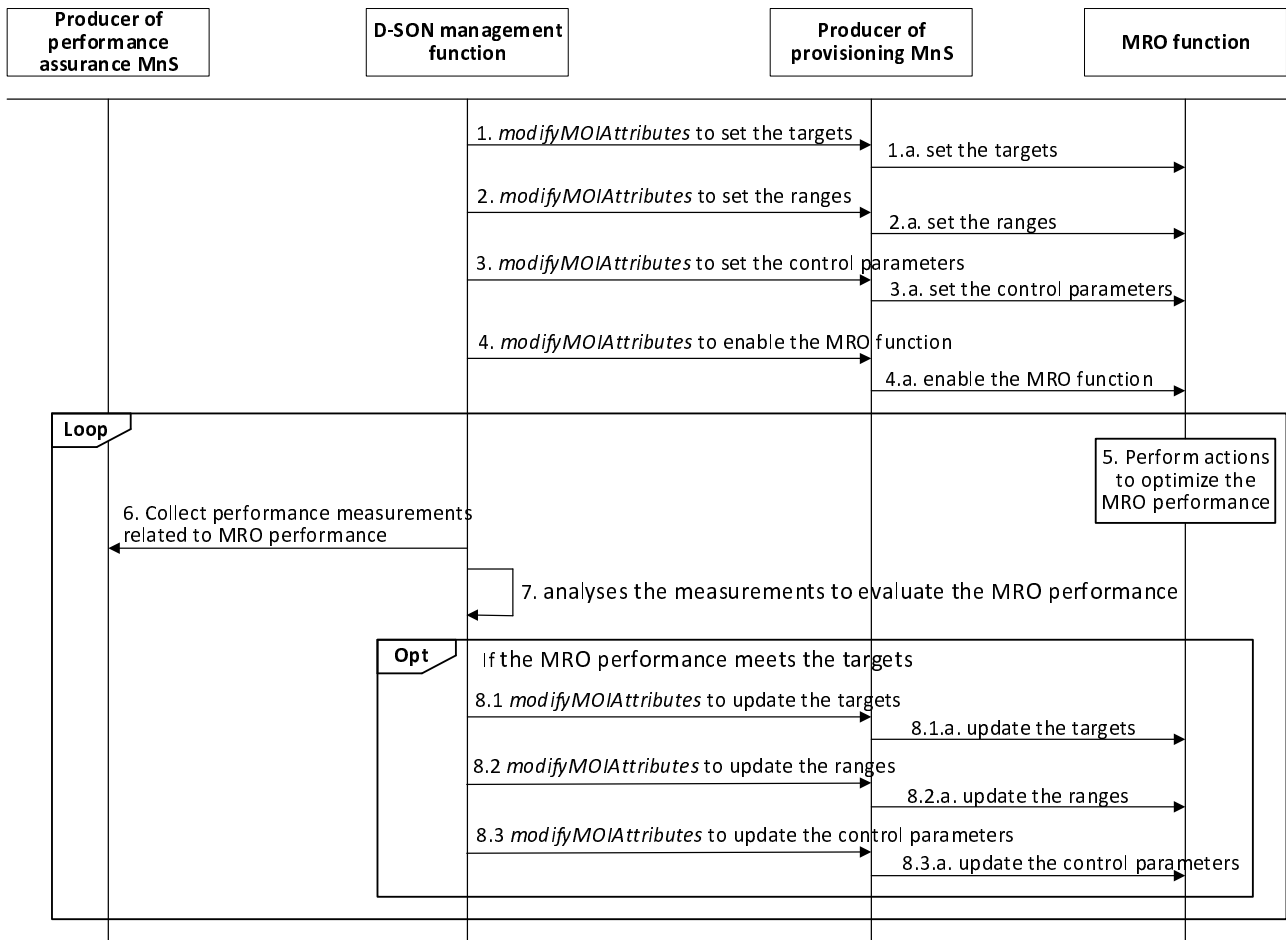 Producer of
performance
assurance MnS
D-SON management
function
Producer of
provisioning MnS
MRO function
1. modifyMOIAttributes to set the targets
1.a. set the targets
2. modifyMOIAttributes to set the ranges
2.a. set the ranges
3. modifyMOIAttributes to set the control parameters
3.a. set the control parameters
4. modifyMOIAttributes to enable the MRO function
4.a. enable the MRO function
Loop
5. Perform actions
to optimize the
MRO performance
6. Collect performance measurements
related to MRO performance
7. analyses the measurements to evaluate the MRO performance
Opt
If the MRO performance meets the targets
8.1 modifyMOIAttributes to update the targets
8.1.a. update the targets
8.2 modifyMOIAttributes to update the ranges
8.2.a. update the ranges
8.3 modifyMOIAttributes to update the control parameters
8.3.a. update the control parameters